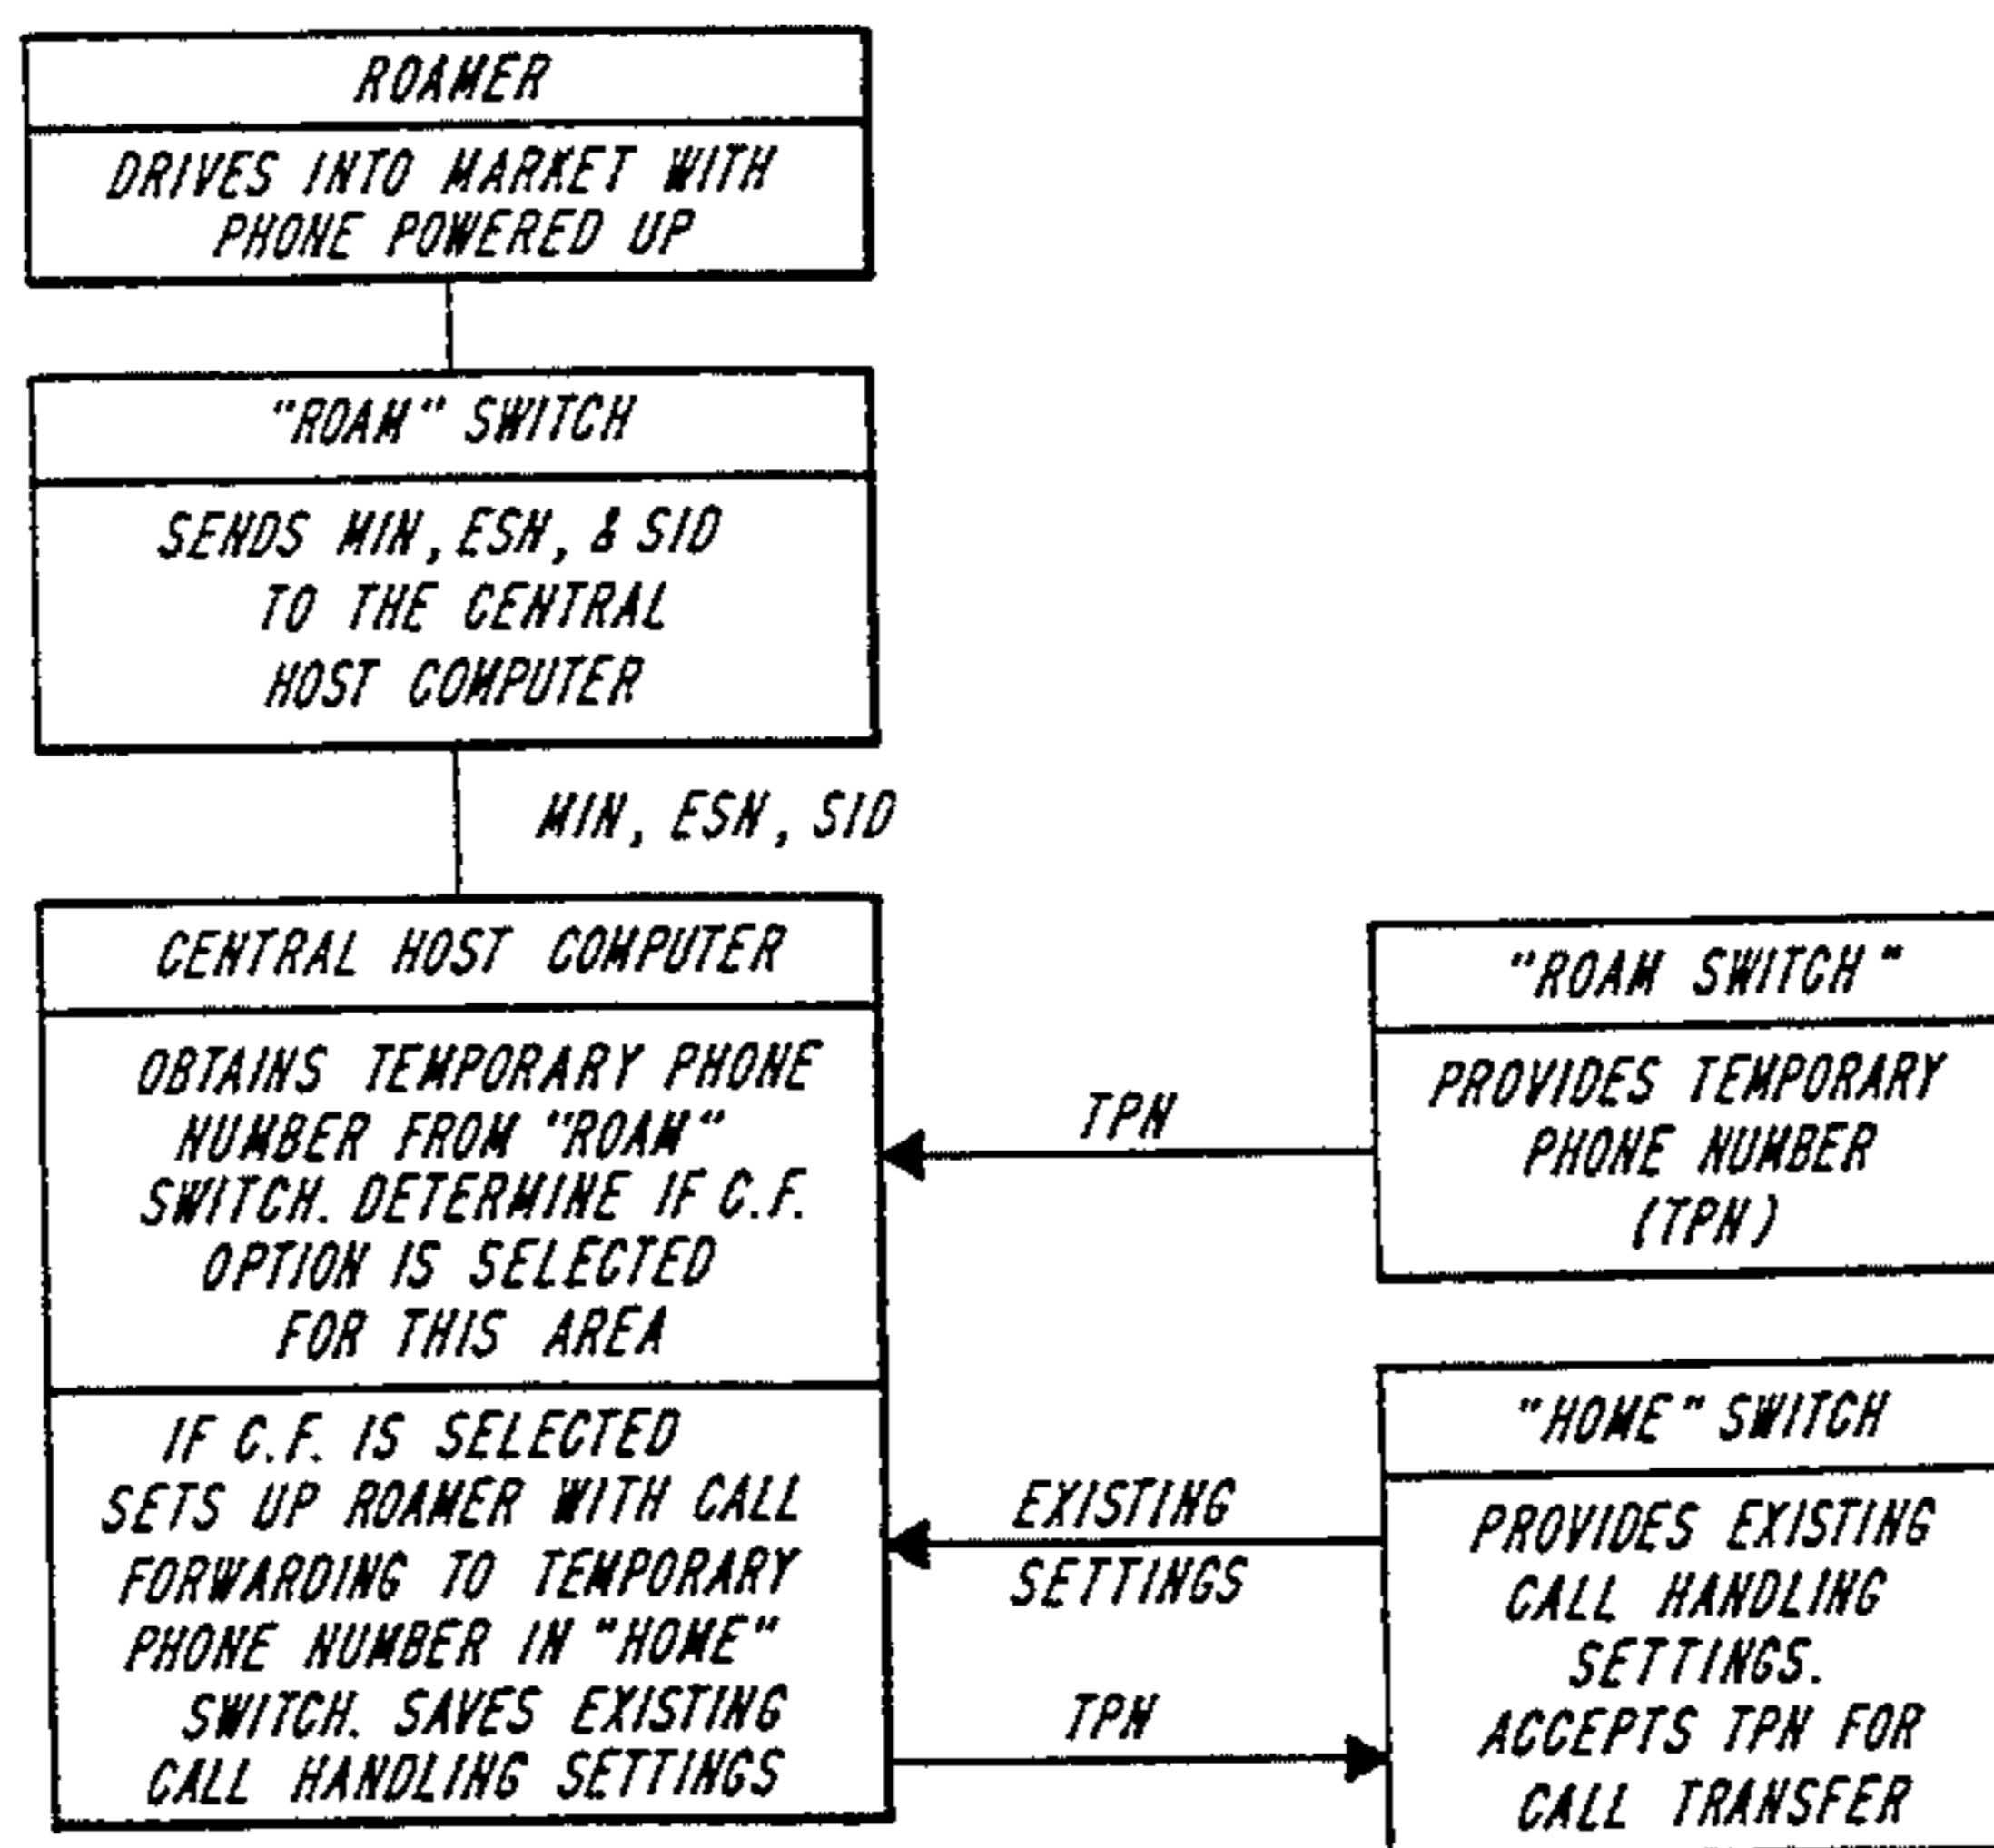 ROAMER
DRIVES INTO MARKET WITH
PHONE POWERED UP
"ROAM" SWITCH
SENDS MIN, ESN, & SID
TO THE CENTRAL
HOST COMPUTER
MIN, ESN, SID
CENTRAL HOST COMPUTER
OBTAINS TEMPORARY PHONE
NUMBER FROM "ROAM"
SWITCH. DETERMINE IF C.F.
OPTION IS SELECTED
FOR THIS AREA
TPN
"ROAM SWITCH"
PROVIDES TEMPORARY
PHONE NUMBER
(TPN)
IF C.F. IS SELECTED
SETS UP ROAMER WITH CALL
FORWARDING TO TEMPORARY
PHONE NUMBER IN "HOME"
SWITCH. SAVES EXISTING
CALL HANDLING SETTINGS
EXISTING
SETTINGS
TPN
"HOME" SWITCH
PROVIDES EXISTING
CALL HANDLING
SETTINGS.
ACCEPTS TPN FOR
CALL TRANSFER